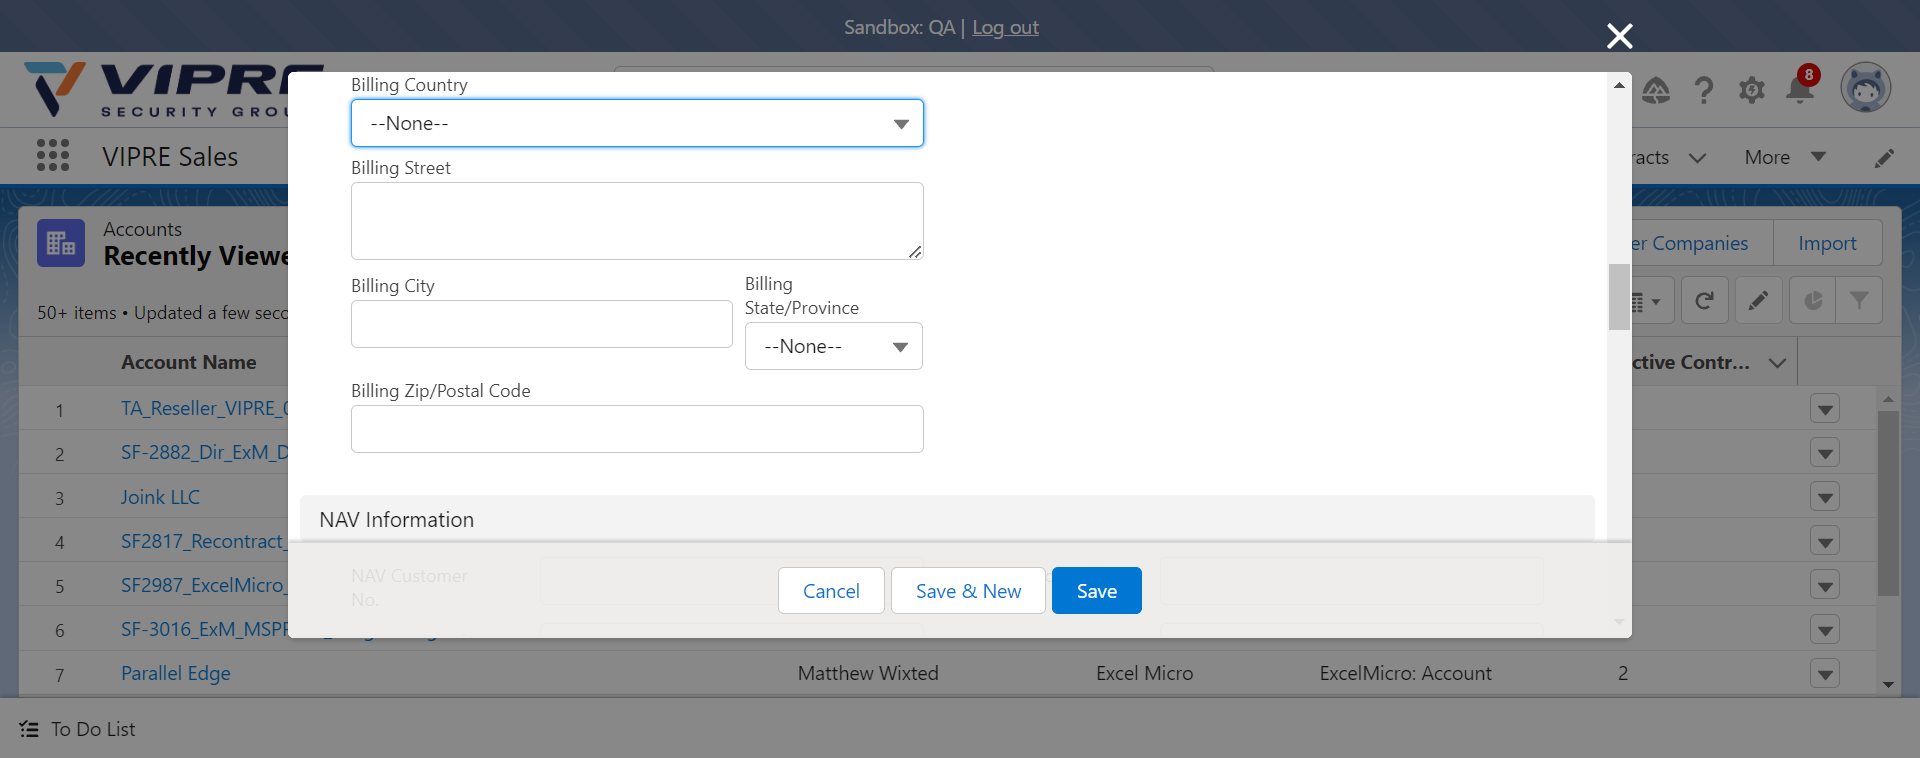 Sandbox: QA | Log out
VIPRE
SECURITY GROU
8
VIPRE Sales
racts
More
Accounts
Recently Viewe
er Companies
Import
50+ items • Updated a few seco
Account Name
ctive Contr...
1 TA_Reseller_VIPRE_0
2 SF-2882_Dir_ExM_D
3 Joink LLC
4 SF2817_Recontract_
5 SF2987_ExcelMicro_
6 SF-3016_ExM_MSPR
7 Parallel Edge Matthew Wixted Excel Micro ExcelMicro: Account 2
Billing Country
--None--
Billing Street
Billing City
Billing
State/Province
--None--
Billing Zip/Postal Code
NAV Information
NAV Customer
No.
Cancel
Save & New
Save
To Do List